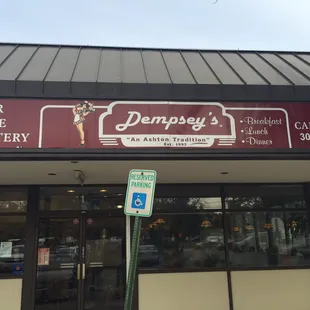 Dempsey's
"An Ashton Tradition"
Est. 1993
• Breakfast
• Lunch
• Dinner
RESERVED
PARKING